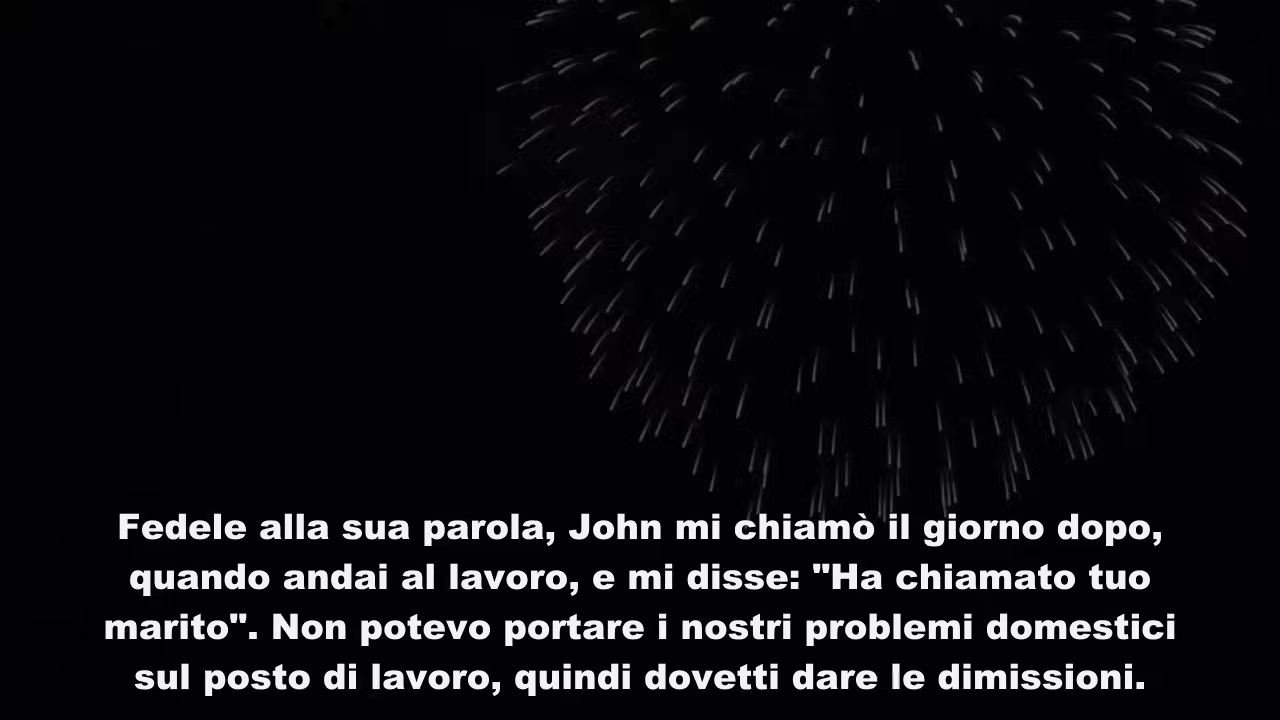 Fedele alla sua parola, John mi chiamò il giorno dopo,
quando andai al lavoro, e mi disse: "Ha chiamato tuo
marito". Non potevo portare i nostri problemi domestici
sul posto di lavoro, quindi dovetti dare le dimissioni.